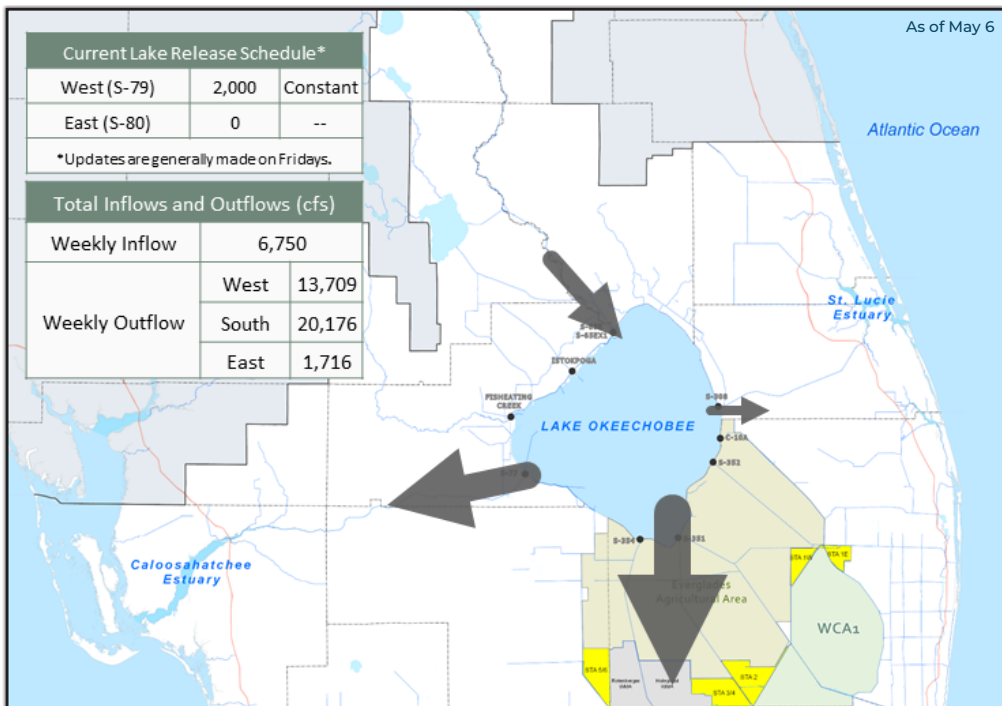 As of May 6
Current Lake Release Schedule*
West (S-79) 2,000 Constant
East (S-80) 0 --
*Updates are generally made on Fridays.
Total Inflows and Outflows (cfs)
Weekly Inflow 6,750
Weekly Outflow
West 13,709
South 20,176
East 1,716
Atlantic Ocean
St. Lucie
Estuary
S-65EX1
ISTOKPOGA
FISHEATING
CREEK
S-308
LAKE OKEECHOBEE
C-10A
S-352
S-77
S-354
Caloosahatchee
Estuary
Everglades
Agricultural Area
STA 1W
STA 1E
WCA1
STA 5/6
STA 2
STA 3/4